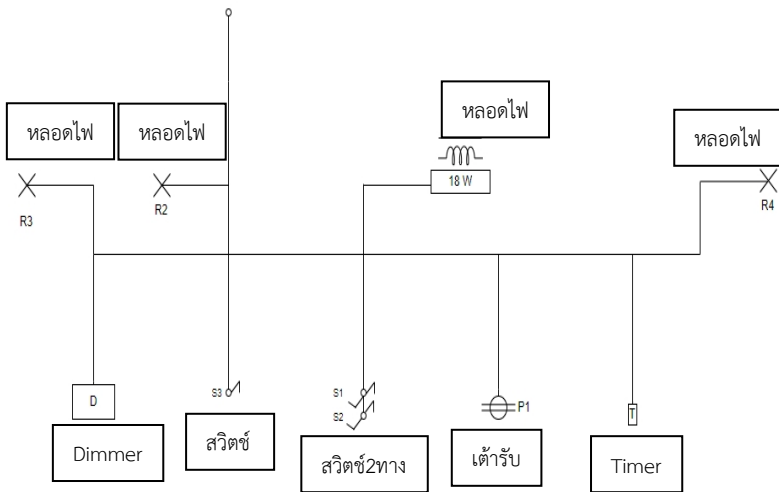 หลอดไฟ
หลอดไฟ
หลอดไฟ
หลอดไฟ
18 W
R3
R2
R4
D
S3
S1
S2
P1
T
Dimmer
สวิตช์
สวิตช์2ทาง
เต้ารับ
Timer